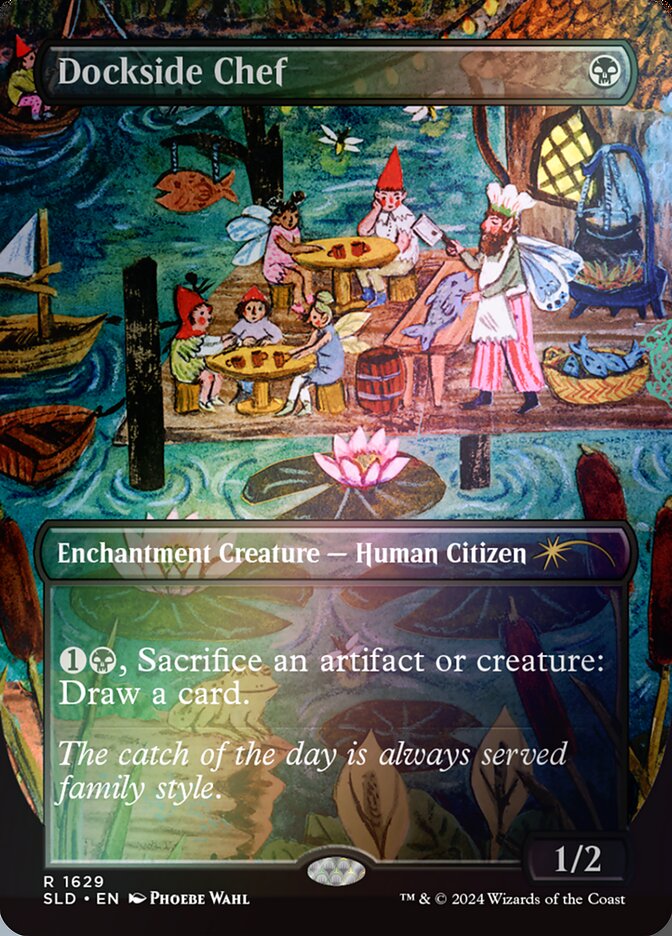 Dockside Chef
Enchantment Creature — Human Citizen
1, Sacrifice an artifact or creature:
Draw a card.
The catch of the day is always served
family style.
1/2
R 1629
SLD • EN Phoebe Wahl
™ & © 2024 Wizards of the Coast